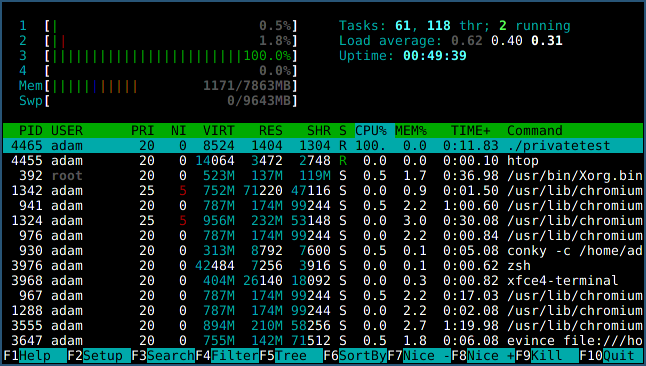 1 [| 0.5%] Tasks: 61, 118 thr; 2 running
2 [|| 1.8%] Load average: 0.62 0.40 0.31
3 [||||||||||||||||||||||||100.0%] Uptime: 00:49:39
4 [ 0.0%]
Mem[||||||||||| 1171/7863MB]
Swp[ 0/9643MB]
PID USER PRI NI VIRT RES SHR S CPU% MEM% TIME+ Command
4465 adam 20 0 8524 1404 1304 R 100. 0.0 0:11.83 ./privatetest
4455 adam 20 0 14064 3472 2748 R 0.0 0.0 0:00.10 htop
392 root 20 0 523M 137M 119M S 0.5 1.7 0:36.98 /usr/bin/Xorg.bin
1342 adam 25 5 752M 71220 47116 S 0.0 0.9 0:01.50 /usr/lib/chromium
941 adam 20 0 787M 174M 99244 S 0.5 2.2 1:00.60 /usr/lib/chromium
1324 adam 25 5 956M 232M 53148 S 0.0 3.0 0:30.08 /usr/lib/chromium
976 adam 20 0 787M 174M 99244 S 0.0 2.2 0:00.84 /usr/lib/chromium
930 adam 20 0 313M 8792 7600 S 0.5 0.1 0:05.08 conky -c /home/ad
3976 adam 20 0 42484 7256 3916 S 0.0 0.1 0:00.62 zsh
3968 adam 20 0 404M 26140 18092 S 0.0 0.3 0:00.82 xfce4-terminal
967 adam 20 0 787M 174M 99244 S 0.0 2.2 0:17.03 /usr/lib/chromium
1288 adam 20 0 787M 174M 99244 S 0.0 2.2 0:02.08 /usr/lib/chromium
3555 adam 20 0 894M 210M 58256 S 0.0 2.7 1:19.98 /usr/lib/chromium
3647 adam 20 0 755M 142M 71512 S 0.5 1.8 0:06.08 evince file:///ho
F1Help F2Setup F3SearchF4FilterF5Tree F6SortByF7Nice -F8Nice +F9Kill F10Quit